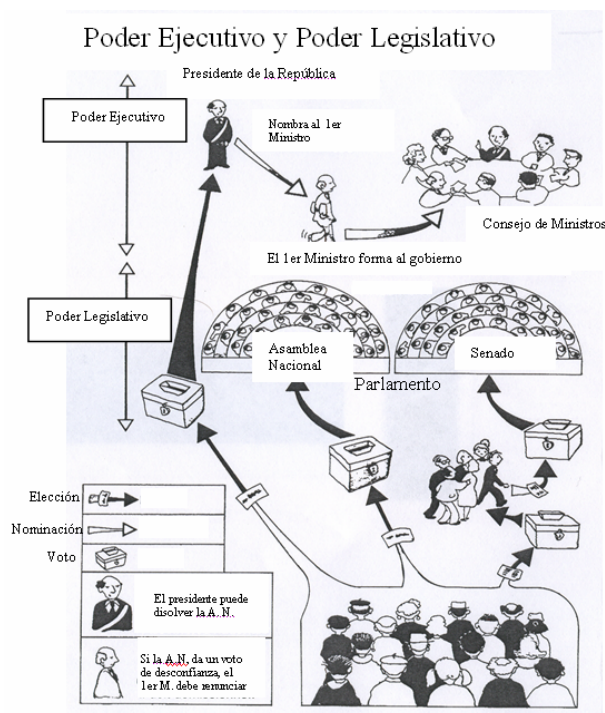 Poder Ejecutivo y Poder Legislativo
Presidente de la República
Poder Ejecutivo
Nombra al 1er
Ministro
Consejo de Ministros
El 1er Ministro forma al gobierno
Poder Legislativo
Asamblea
Nacional
Senado
Parlamento
Elección
Nominación
Voto
El presidente puede
disolver la A. N.
Si la A.N. da un voto
de desconfianza, el
1er M. debe renunciar